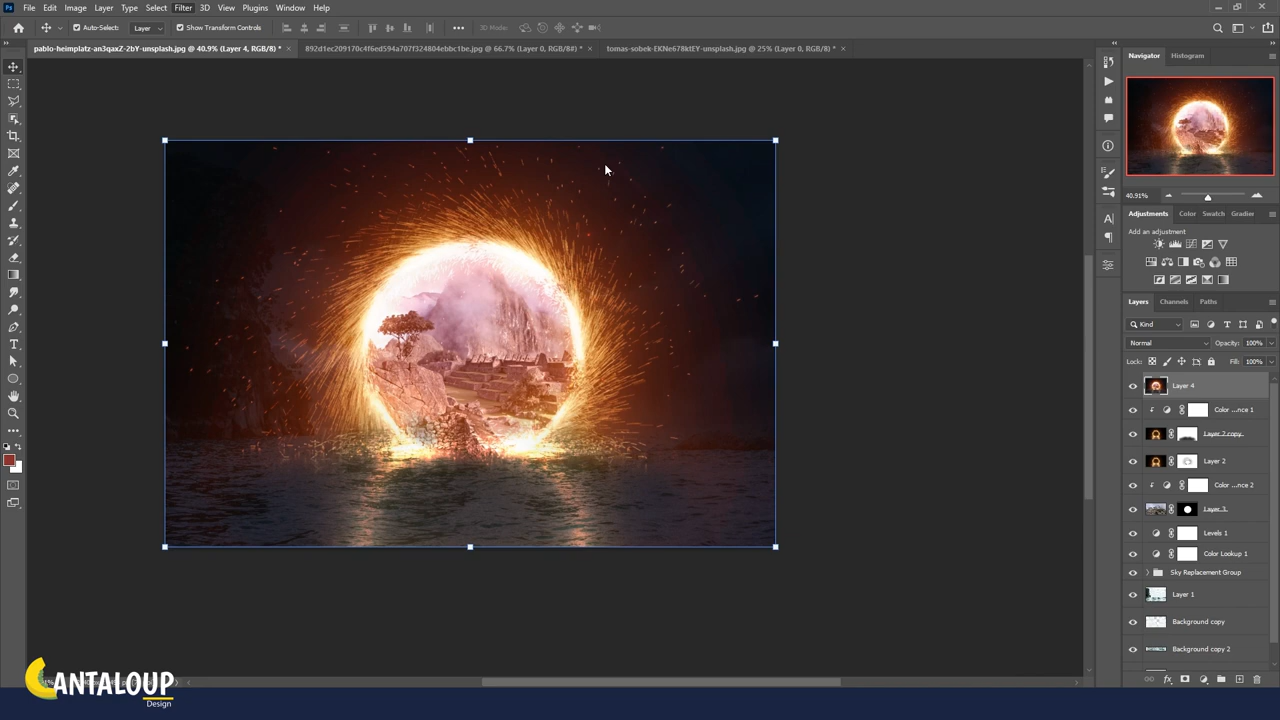 Ps File Edit Image Layer Type Select Filter 3D View Plugins Window Help
Auto-Select: Layer Show Transform Controls 3D Mode:
pablo-heimplatz-an3qaxZ-2bY-unsplash.jpg @ 40.9% (Layer 4, RGB/8) * 892d1ec209170c4f6ed594a707f324804ebbc1be.jpg @ 66.7% (Layer 0, RGB/8#) * tomas-sobek-EKNe678ktEY-unsplash.jpg @ 25% (Layer 0, RGB/8) *
Navigator Histogram
40.91%
Adjustments Color Swatch Gradier
Add an adjustment
Layers Channels Paths
Kind
Normal Opacity: 100%
Lock: Fill: 100%
Layer 4
Color ...nce 1
Layer 2 copy
Layer 2
Color ...nce 2
Layer 3
Levels 1
Color Lookup 1
Sky Replacement Group
Layer 1
Background copy
Background copy 2
CANTALOUP
Design